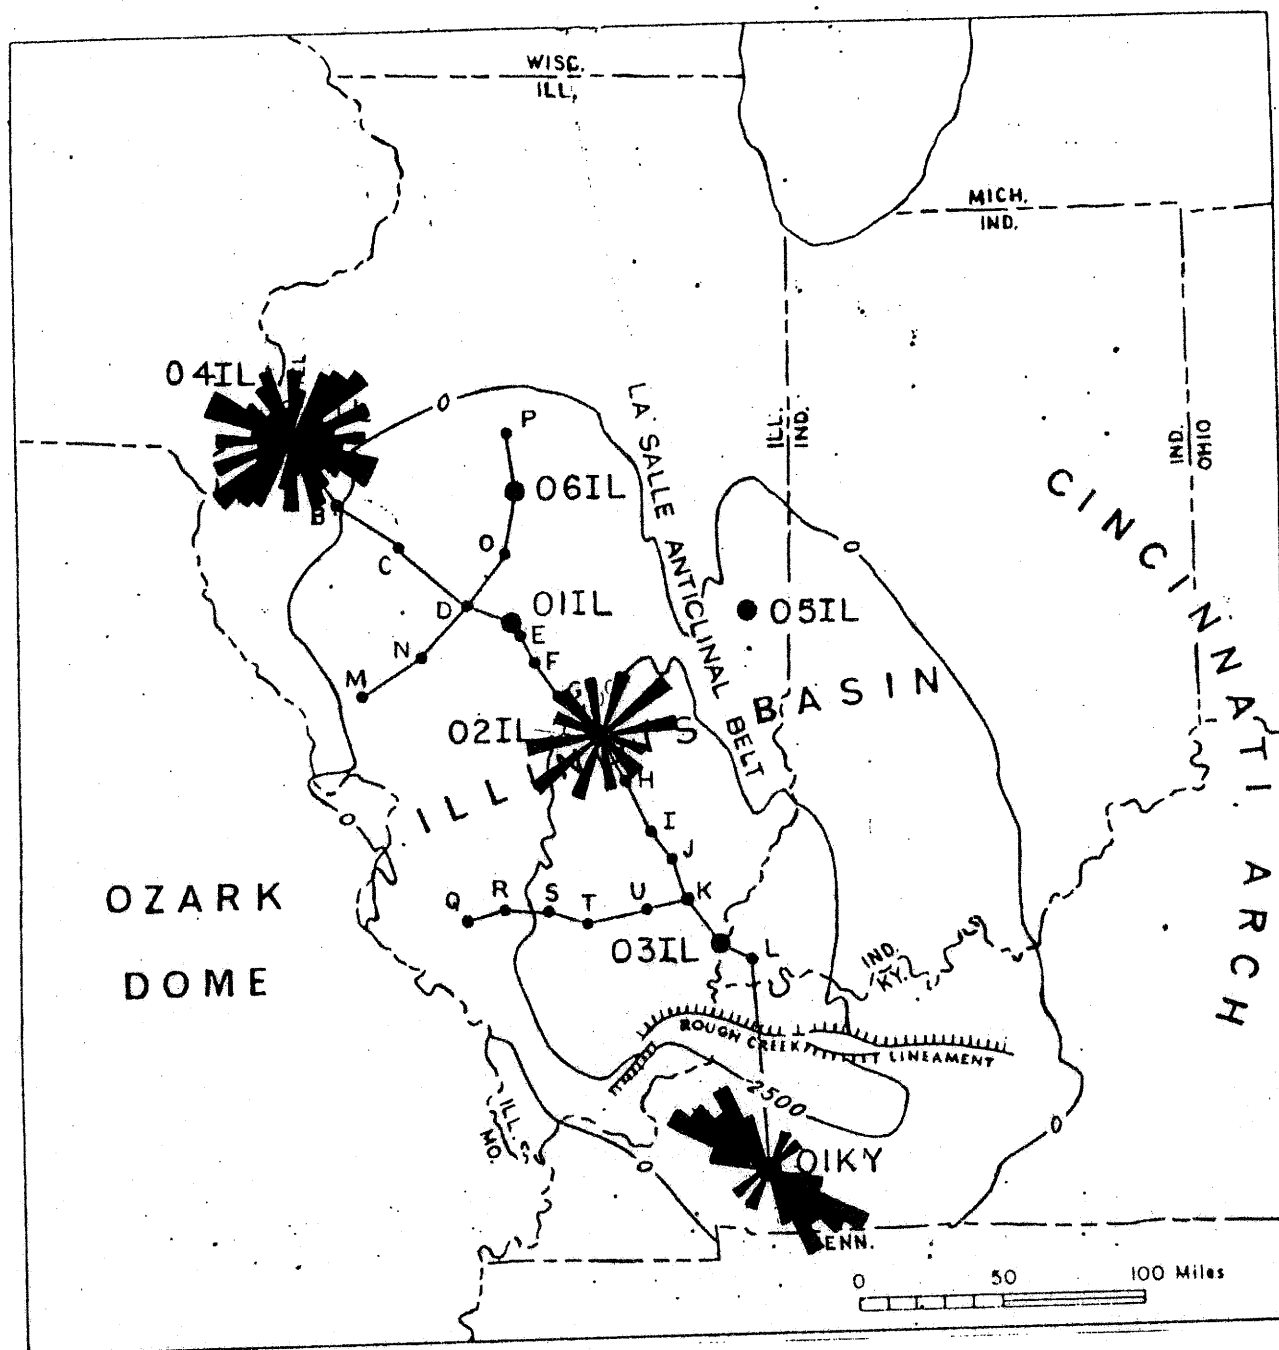 WISC.
ILL.
MICH.
IND.
04IL
0
P
ILL.
IND.
IND.
OHIO
LA SALLE ANTICLINAL BELT
CINCINNATI ARCH
06IL
B
C
O
0
D
01IL
E
05IL
N
F
M
G
BASIN
02IL
S
H
ILL
0
I
J
OZARK
DOME
Q
R
S
T
U
K
03IL
L
IND.
KY.
S
ROUGH CREEK LINEAMENT
2500
ILL.
MO.
0
0
01KY
ENN.
0
50
100 Miles